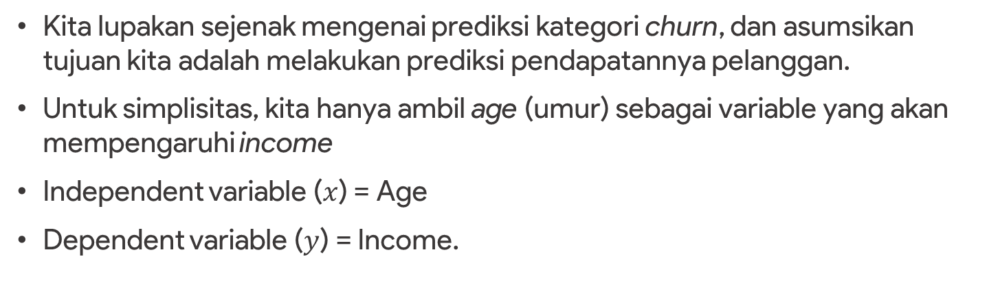 • Kita lupakan sejenak mengenai prediksi kategori churn, dan asumsikan
tujuan kita adalah melakukan prediksi pendapatannya pelanggan.
• Untuk simplisitas, kita hanya ambil age (umur) sebagai variable yang akan
mempengaruhi income
• Independent variable (x) = Age
• Dependent variable (y) = Income.